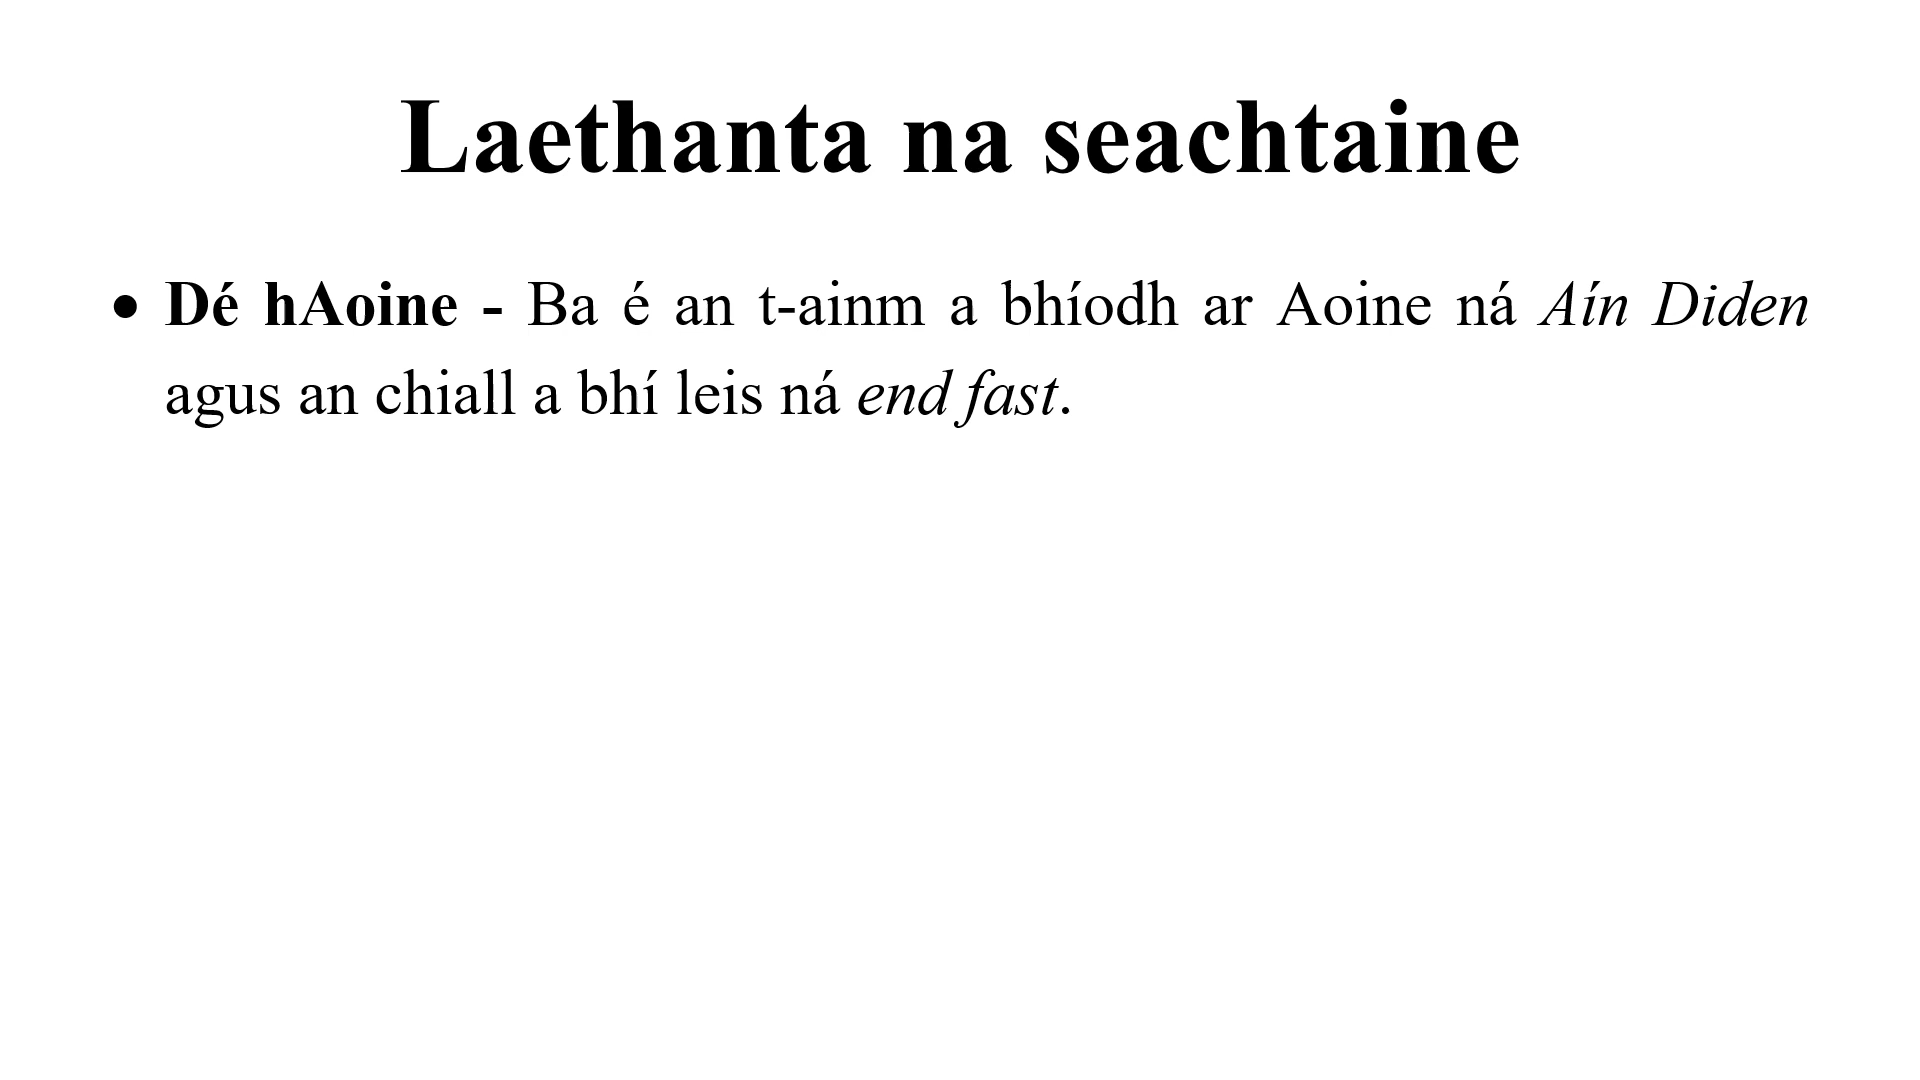 Laethanta na seachtaine
• Dé hAoine - Ba é an t-ainm a bhíodh ar Aoine ná Aín Diden
agus an chiall a bhí leis ná end fast.